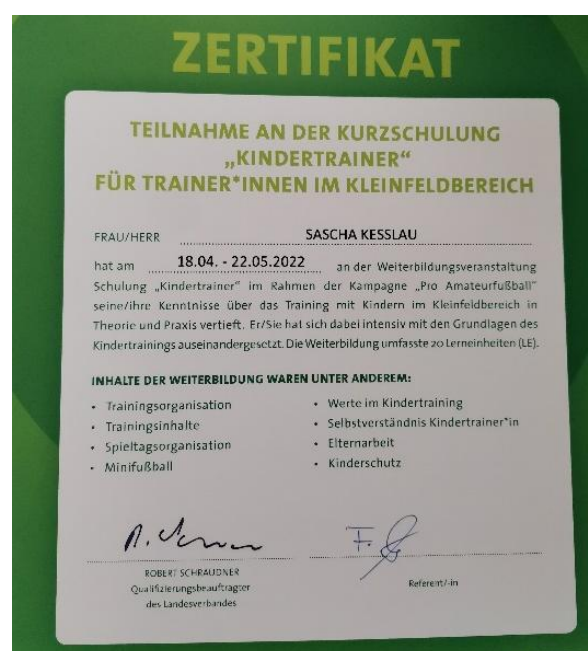 ZERTIFIKAT
TEILNAHME AN DER KURZSCHULUNG
„KINDERTRAINER“
FÜR TRAINER*INNEN IM KLEINFELDBEREICH
FRAU/HERR SASCHA KESSLAU
hat am 18.04. - 22.05.2022 an der Weiterbildungsveranstaltung
Schulung „Kindertrainer“ im Rahmen der Kampagne „Pro Amateurfußball“
seine/ihre Kenntnisse über das Training mit Kindern im Kleinfeldbereich in
Theorie und Praxis vertieft. Er/Sie hat sich dabei intensiv mit den Grundlagen des
Kindertrainings auseinandergesetzt. Die Weiterbildung umfasste 20 Lerneinheiten (LE).
INHALTE DER WEITERBILDUNG WAREN UNTER ANDEREM:
• Trainingsorganisation
• Trainingsinhalte
• Spieltagsorganisation
• Minifußball
• Werte im Kindertraining
• Selbstverständnis Kindertrainer*in
• Elternarbeit
• Kinderschutz
ROBERT SCHRAUDNER
Qualifizierungsbeauftragter
des Landesverbandes
Referent/-in